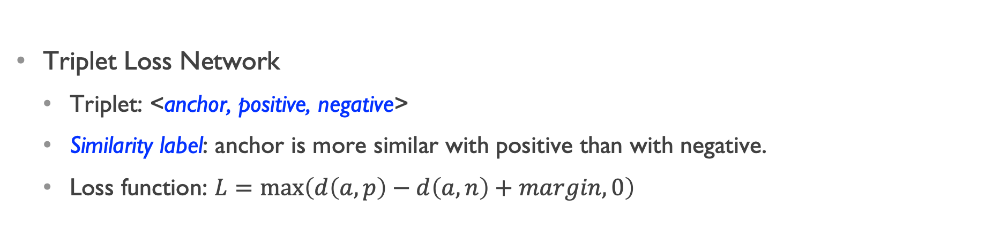 • Triplet Loss Network
• Triplet: <anchor, positive, negative>
• Similarity label: anchor is more similar with positive than with negative.
• Loss function: L = max(d(a, p) − d(a, n) + margin, 0)